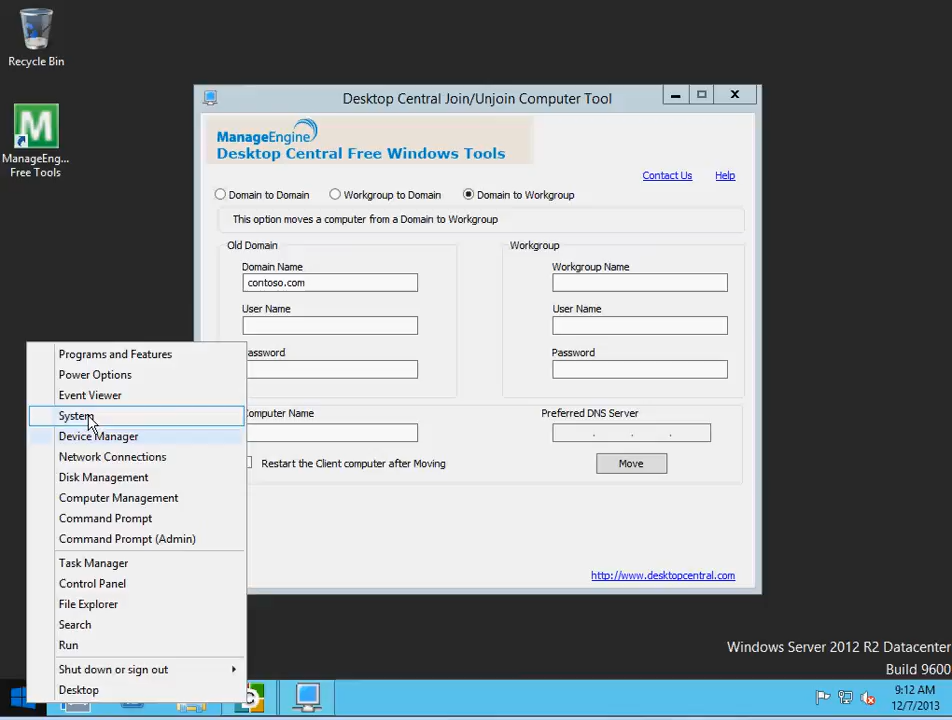 Recycle Bin
ManageEng...
Free Tools
Desktop Central Join/Unjoin Computer Tool
ManageEngine
Desktop Central Free Windows Tools
Contact Us
Help
Domain to Domain
Workgroup to Domain
Domain to Workgroup
This option moves a computer from a Domain to Workgroup
Old Domain
Domain Name
contoso.com
User Name
assword
omputer Name
Restart the Client computer after Moving
Workgroup
Workgroup Name
User Name
Password
Preferred DNS Server
. . .
Move
http://www.desktopcentral.com
Programs and Features
Power Options
Event Viewer
System
Device Manager
Network Connections
Disk Management
Computer Management
Command Prompt
Command Prompt (Admin)
Task Manager
Control Panel
File Explorer
Search
Run
Shut down or sign out
Desktop
Windows Server 2012 R2 Datacenter
Build 9600
9:12 AM
12/7/2013